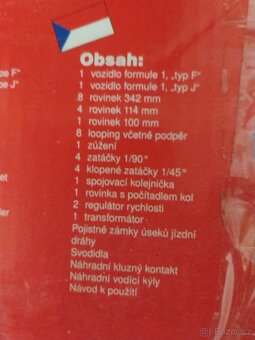 Obsah:
1 vozidlo formule 1, „typ F"
1 vozidlo formule 1, „typ J"
8 rovinek 342 mm
4 rovinek 114 mm
1 rovinek 100 mm
8 looping včetně podpěr
1 zúžení
4 zatáčky 1/90°
4 klopené zatáčky 1/45°
1 spojovací kolejnička
1 rovinka s počítadlem kol
2 regulátor rychlosti
1 transformátor
Pojistné zámky úseků jízdní
dráhy
Svodidla
Náhradní kluzný kontakt
Náhradní vodící kýly
Návod k použití